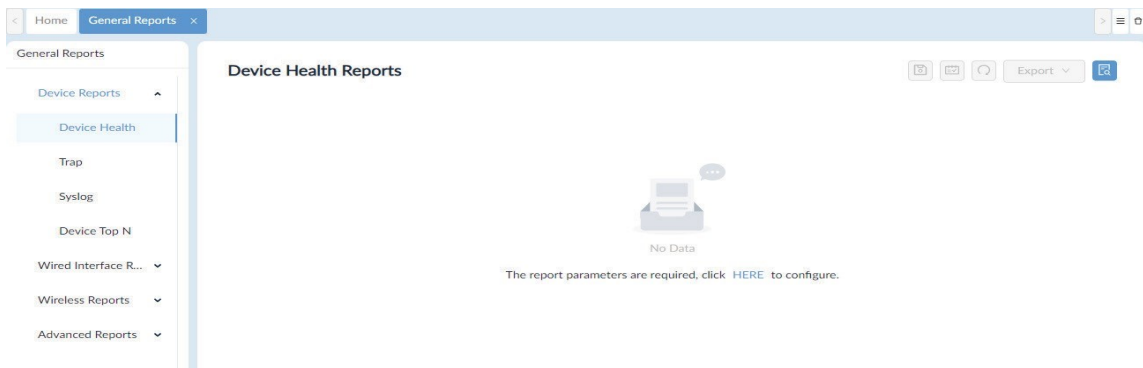 Home
General Reports
General Reports
Device Reports
Device Health
Trap
Syslog
Device Top N
Wired Interface R...
Wireless Reports
Advanced Reports
Device Health Reports
Export
No Data
The report parameters are required, click HERE to configure.